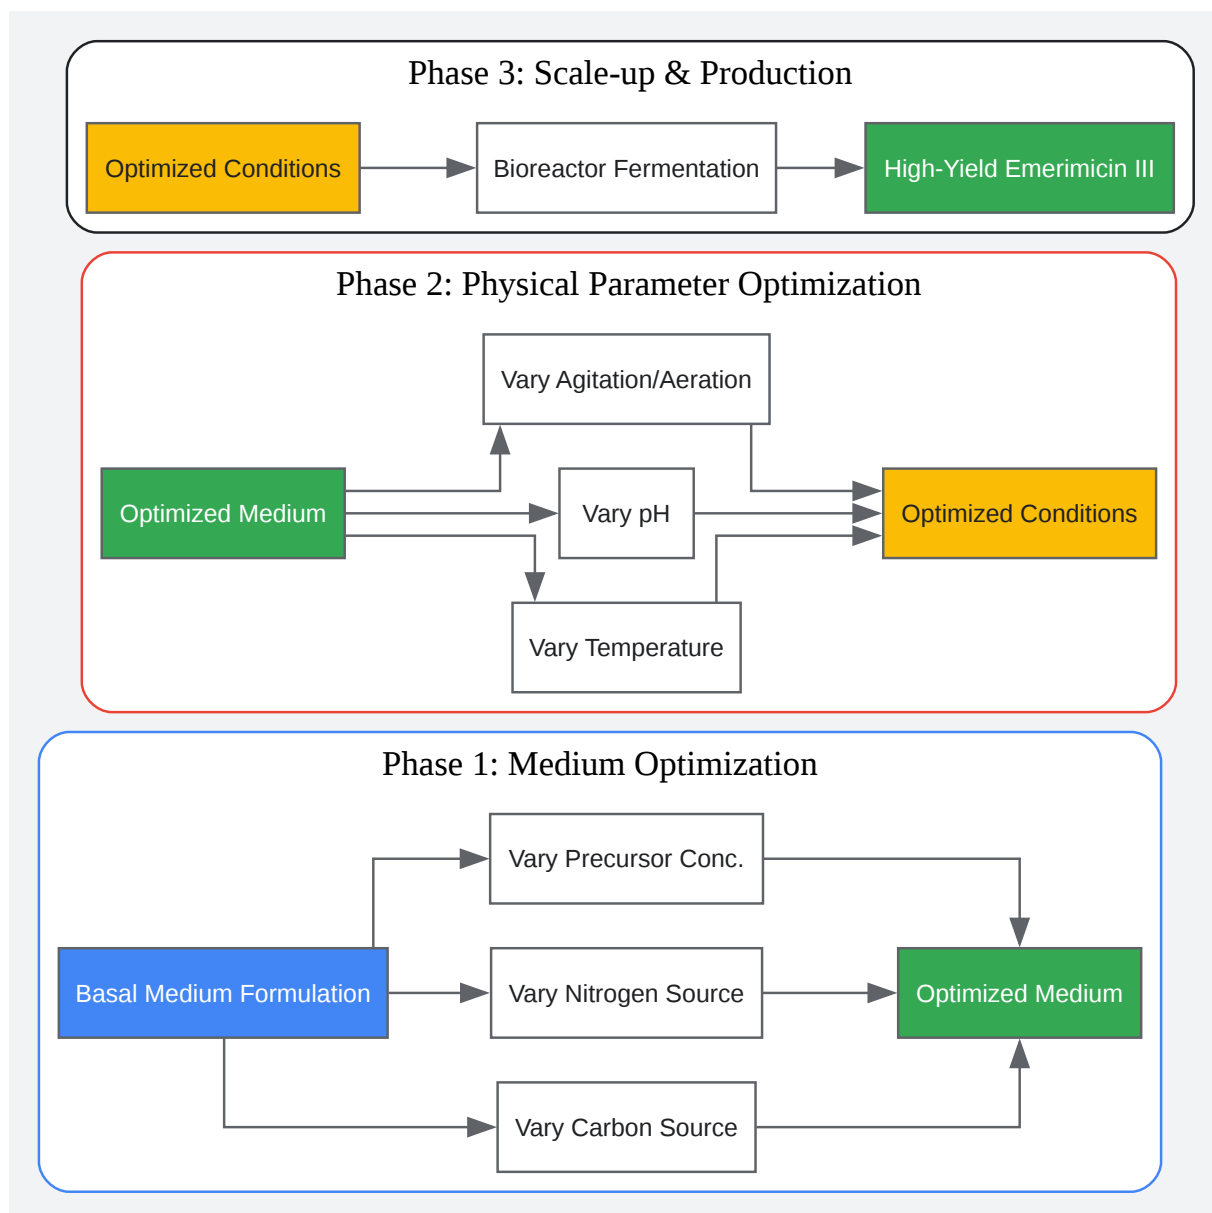 Phase 3: Scale-up & Production
Optimized Conditions
Bioreactor Fermentation
High-Yield Emerimicin III
Phase 2: Physical Parameter Optimization
Vary Agitation/Aeration
Optimized Medium
Vary pH
Optimized Conditions
Vary Temperature
Phase 1: Medium Optimization
Vary Precursor Conc.
Basal Medium Formulation
Vary Nitrogen Source
Optimized Medium
Vary Carbon Source